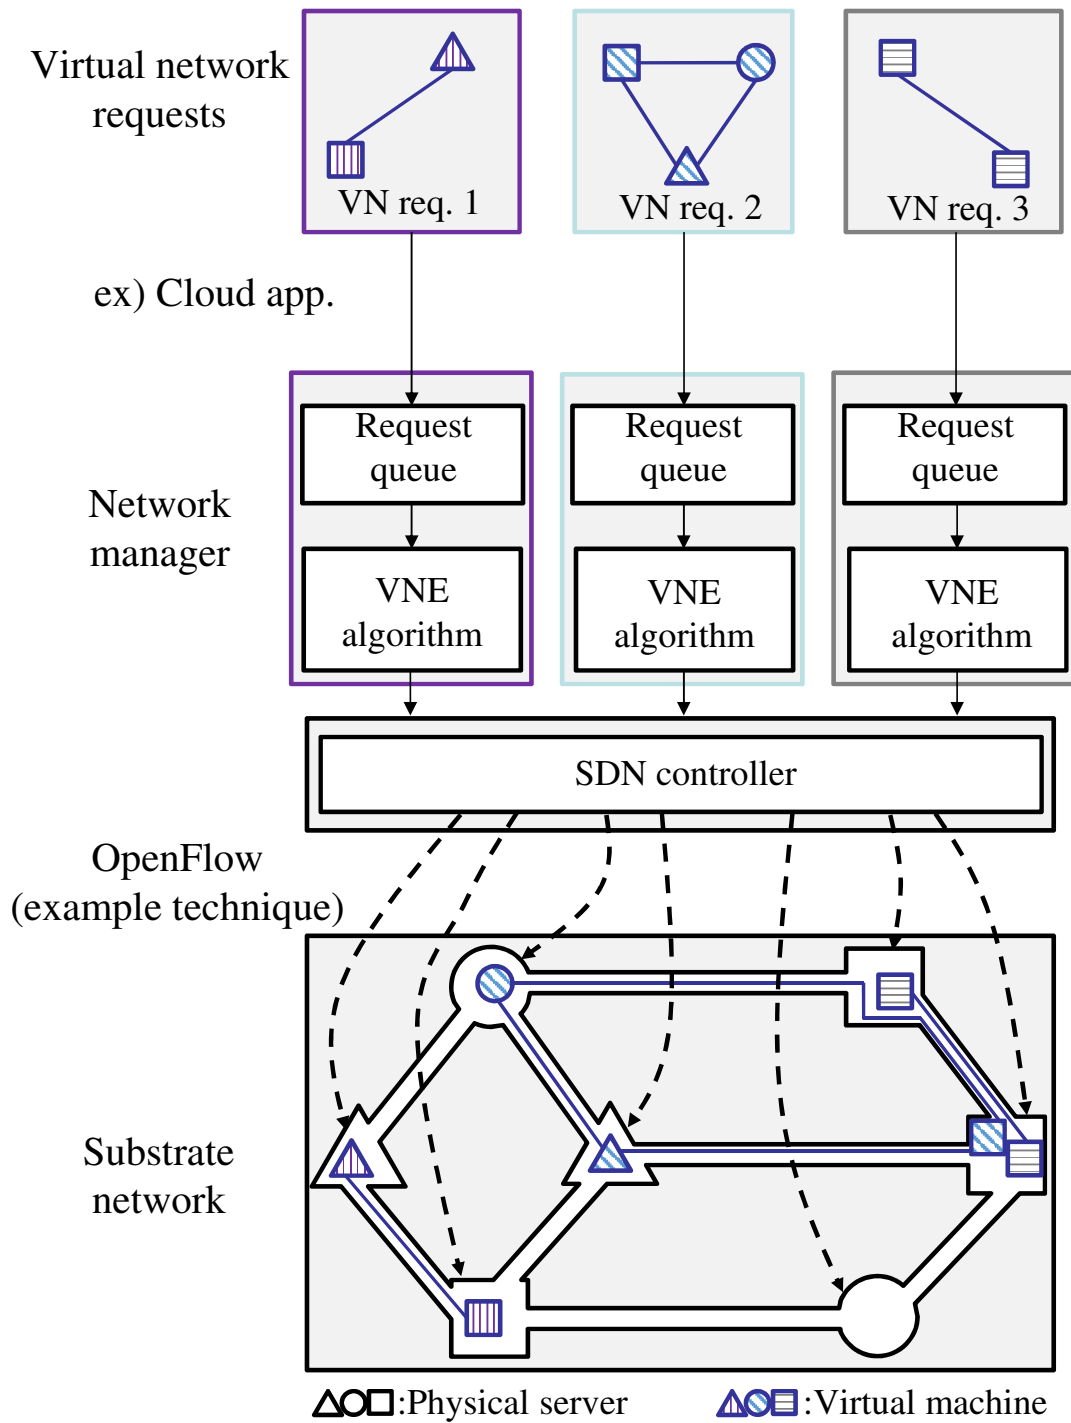 Virtual network
requests
VN req. 1
VN req. 2
VN req. 3
ex) Cloud app.
Network
manager
Request
queue
Request
queue
Request
queue
VNE
algorithm
VNE
algorithm
VNE
algorithm
SDN controller
OpenFlow
(example technique)
Substrate
network
:Physical server
:Virtual machine